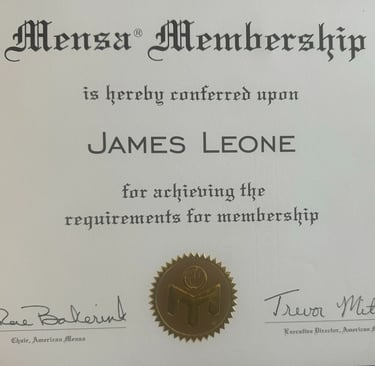 Mensa® Membership
is hereby conferred upon
JAMES LEONE
for achieving the
requirements for membership
Chair, American Mensa
Executive Director, American